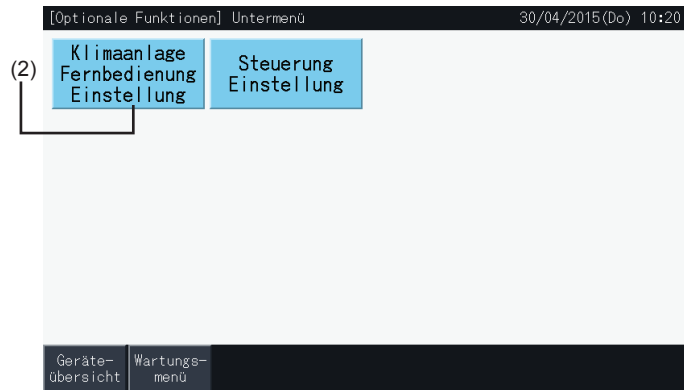 [Optionale Funktionen] Untermenü 30/04/2015(Do) 10:20
(2)
Klimaanlage
Fernbedienung
Einstellung
Steuerung
Einstellung
Geräte-
übersicht
Wartungs-
menü